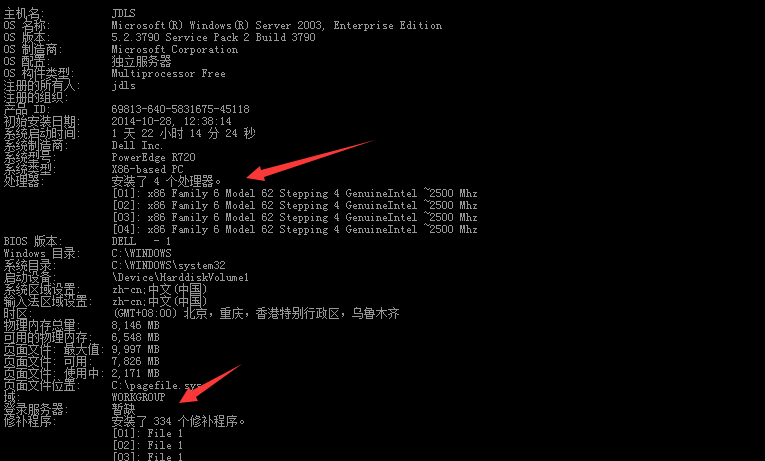 主机名: JDLS
OS 名称: Microsoft(R) Windows(R) Server 2003, Enterprise Edition
OS 版本: 5.2.3790 Service Pack 2 Build 3790
OS 制造商: Microsoft Corporation
OS 配置: 独立服务器
OS 构件类型: Multiprocessor Free
注册的所有人: jdls
注册的组织:
产品 ID: 69813-640-5831675-45118
初始安装日期: 2014-10-28, 12:38:14
系统启动时间: 1 天 22 小时 14 分 24 秒
系统制造商: Dell Inc.
系统型号: PowerEdge R720
系统类型: X86-based PC
处理器: 安装了 4 个处理器。
[01]: x86 Family 6 Model 62 Stepping 4 GenuineIntel ~2500 Mhz
[02]: x86 Family 6 Model 62 Stepping 4 GenuineIntel ~2500 Mhz
[03]: x86 Family 6 Model 62 Stepping 4 GenuineIntel ~2500 Mhz
[04]: x86 Family 6 Model 62 Stepping 4 GenuineIntel ~2500 Mhz
BIOS 版本: DELL - 1
Windows 目录: C:\WINDOWS
系统目录: C:\WINDOWS\system32
启动设备: \Device\HarddiskVolume1
系统区域设置: zh-cn;中文(中国)
输入法区域设置: zh-cn;中文(中国)
时区: (GMT+08:00) 北京，重庆，香港特别行政区，乌鲁木齐
物理内存总量: 8,146 MB
可用的物理内存: 6,548 MB
页面文件: 最大值: 9,997 MB
页面文件: 可用: 7,826 MB
页面文件: 使用中: 2,171 MB
页面文件位置: C:\pagefile.sys
域: WORKGROUP
登录服务器: 暂缺
修补程序: 安装了 334 个修补程序。
[01]: File 1
[02]: File 1
[03]: File 1